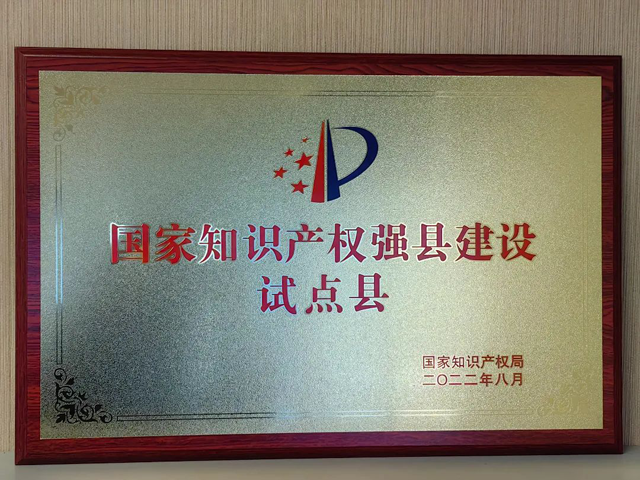 国家知识产权强县建设
试点县
国家知识产权局
二〇二二年八月